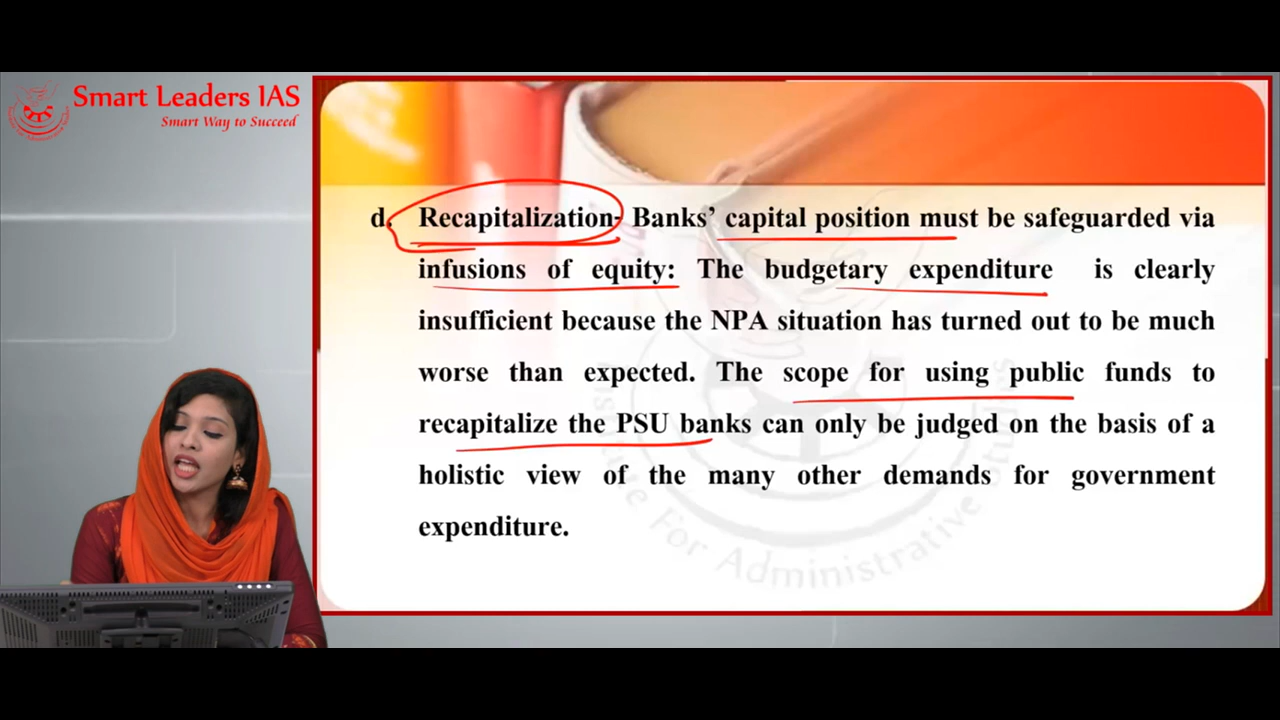 Smart Leaders IAS
Smart Way to Succeed
d. Recapitalization- Banks’ capital position must be safeguarded via
infusions of equity: The budgetary expenditure is clearly
insufficient because the NPA situation has turned out to be much
worse than expected. The scope for using public funds to
recapitalize the PSU banks can only be judged on the basis of a
holistic view of the many other demands for government
expenditure.
For Administrative